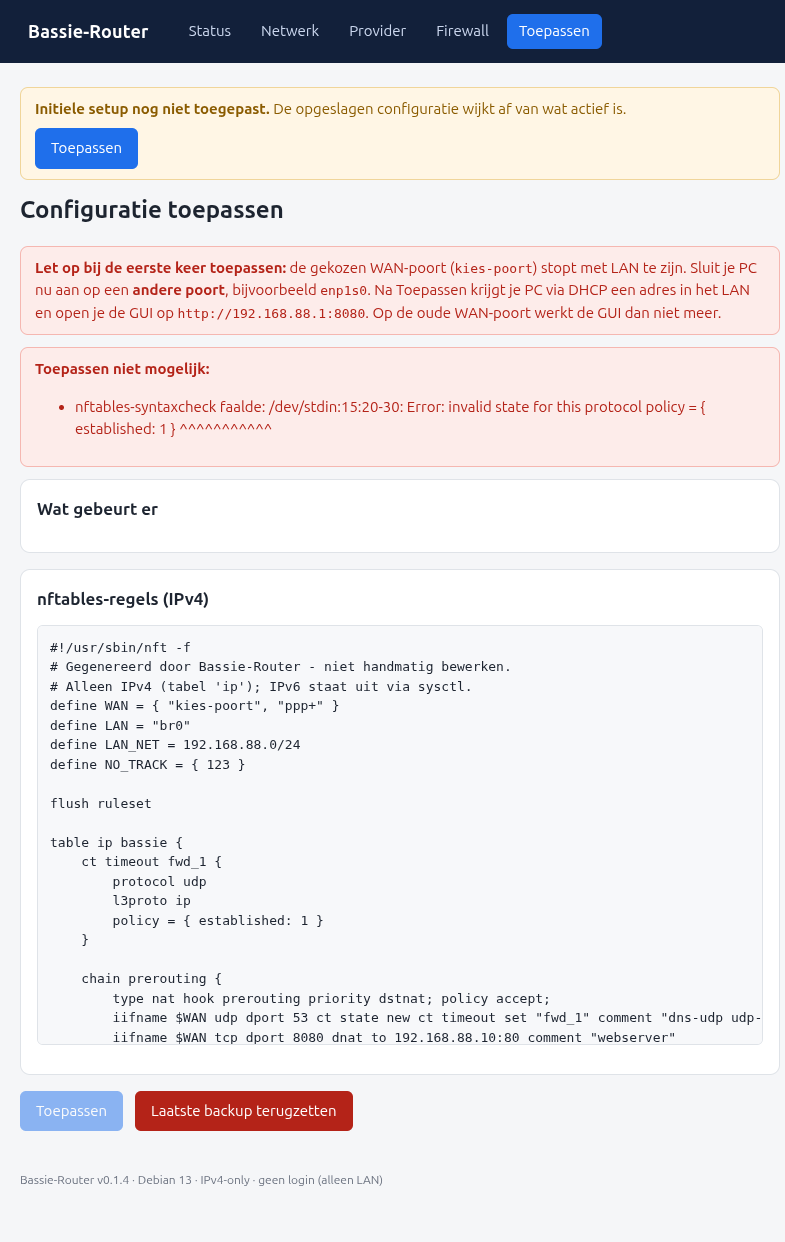 Bassie-Router Status Netwerk Provider Firewall Toepassen
Initiele setup nog niet toegepast. De opgeslagen configuratie wijkt af van wat actief is.
Toepassen
Configuratie toepassen
Let op bij de eerste keer toepassen: de gekozen WAN-poort (kies-poort) stopt met LAN te zijn. Sluit je PC
nu aan op een andere poort, bijvoorbeeld enp1s0. Na Toepassen krijgt je PC via DHCP een adres in het LAN
en open je de GUI op http://192.168.88.1:8080. Op de oude WAN-poort werkt de GUI dan niet meer.
Toepassen niet mogelijk:
• nftables-syntaxcheck faalde: /dev/stdin:15:20-30: Error: invalid state for this protocol policy = {
established: 1 } ^^^^^^^^^^^
Wat gebeurt er
nftables-regels (IPv4)
#!/usr/sbin/nft -f
# Gegenereerd door Bassie-Router - niet handmatig bewerken.
# Alleen IPv4 (tabel 'ip'); IPv6 staat uit via sysctl.
define WAN = { "kies-poort", "ppp+" }
define LAN = "br0"
define LAN_NET = 192.168.88.0/24
define NO_TRACK = { 123 }
flush ruleset
table ip bassie {
    ct timeout fwd_1 {
        protocol udp
        l3proto ip
        policy = { established: 1 }
    }
    chain prerouting {
        type nat hook prerouting priority dstnat; policy accept;
        iifname $WAN udp dport 53 ct state new ct timeout set "fwd_1" comment "dns-udp udp-
        iifname $WAN tcp dport 8080 dnat to 192.168.88.10:80 comment "webserver"
Toepassen Laatste backup terugzetten
Bassie-Router v0.1.4 · Debian 13 · IPv4-only · geen login (alleen LAN)